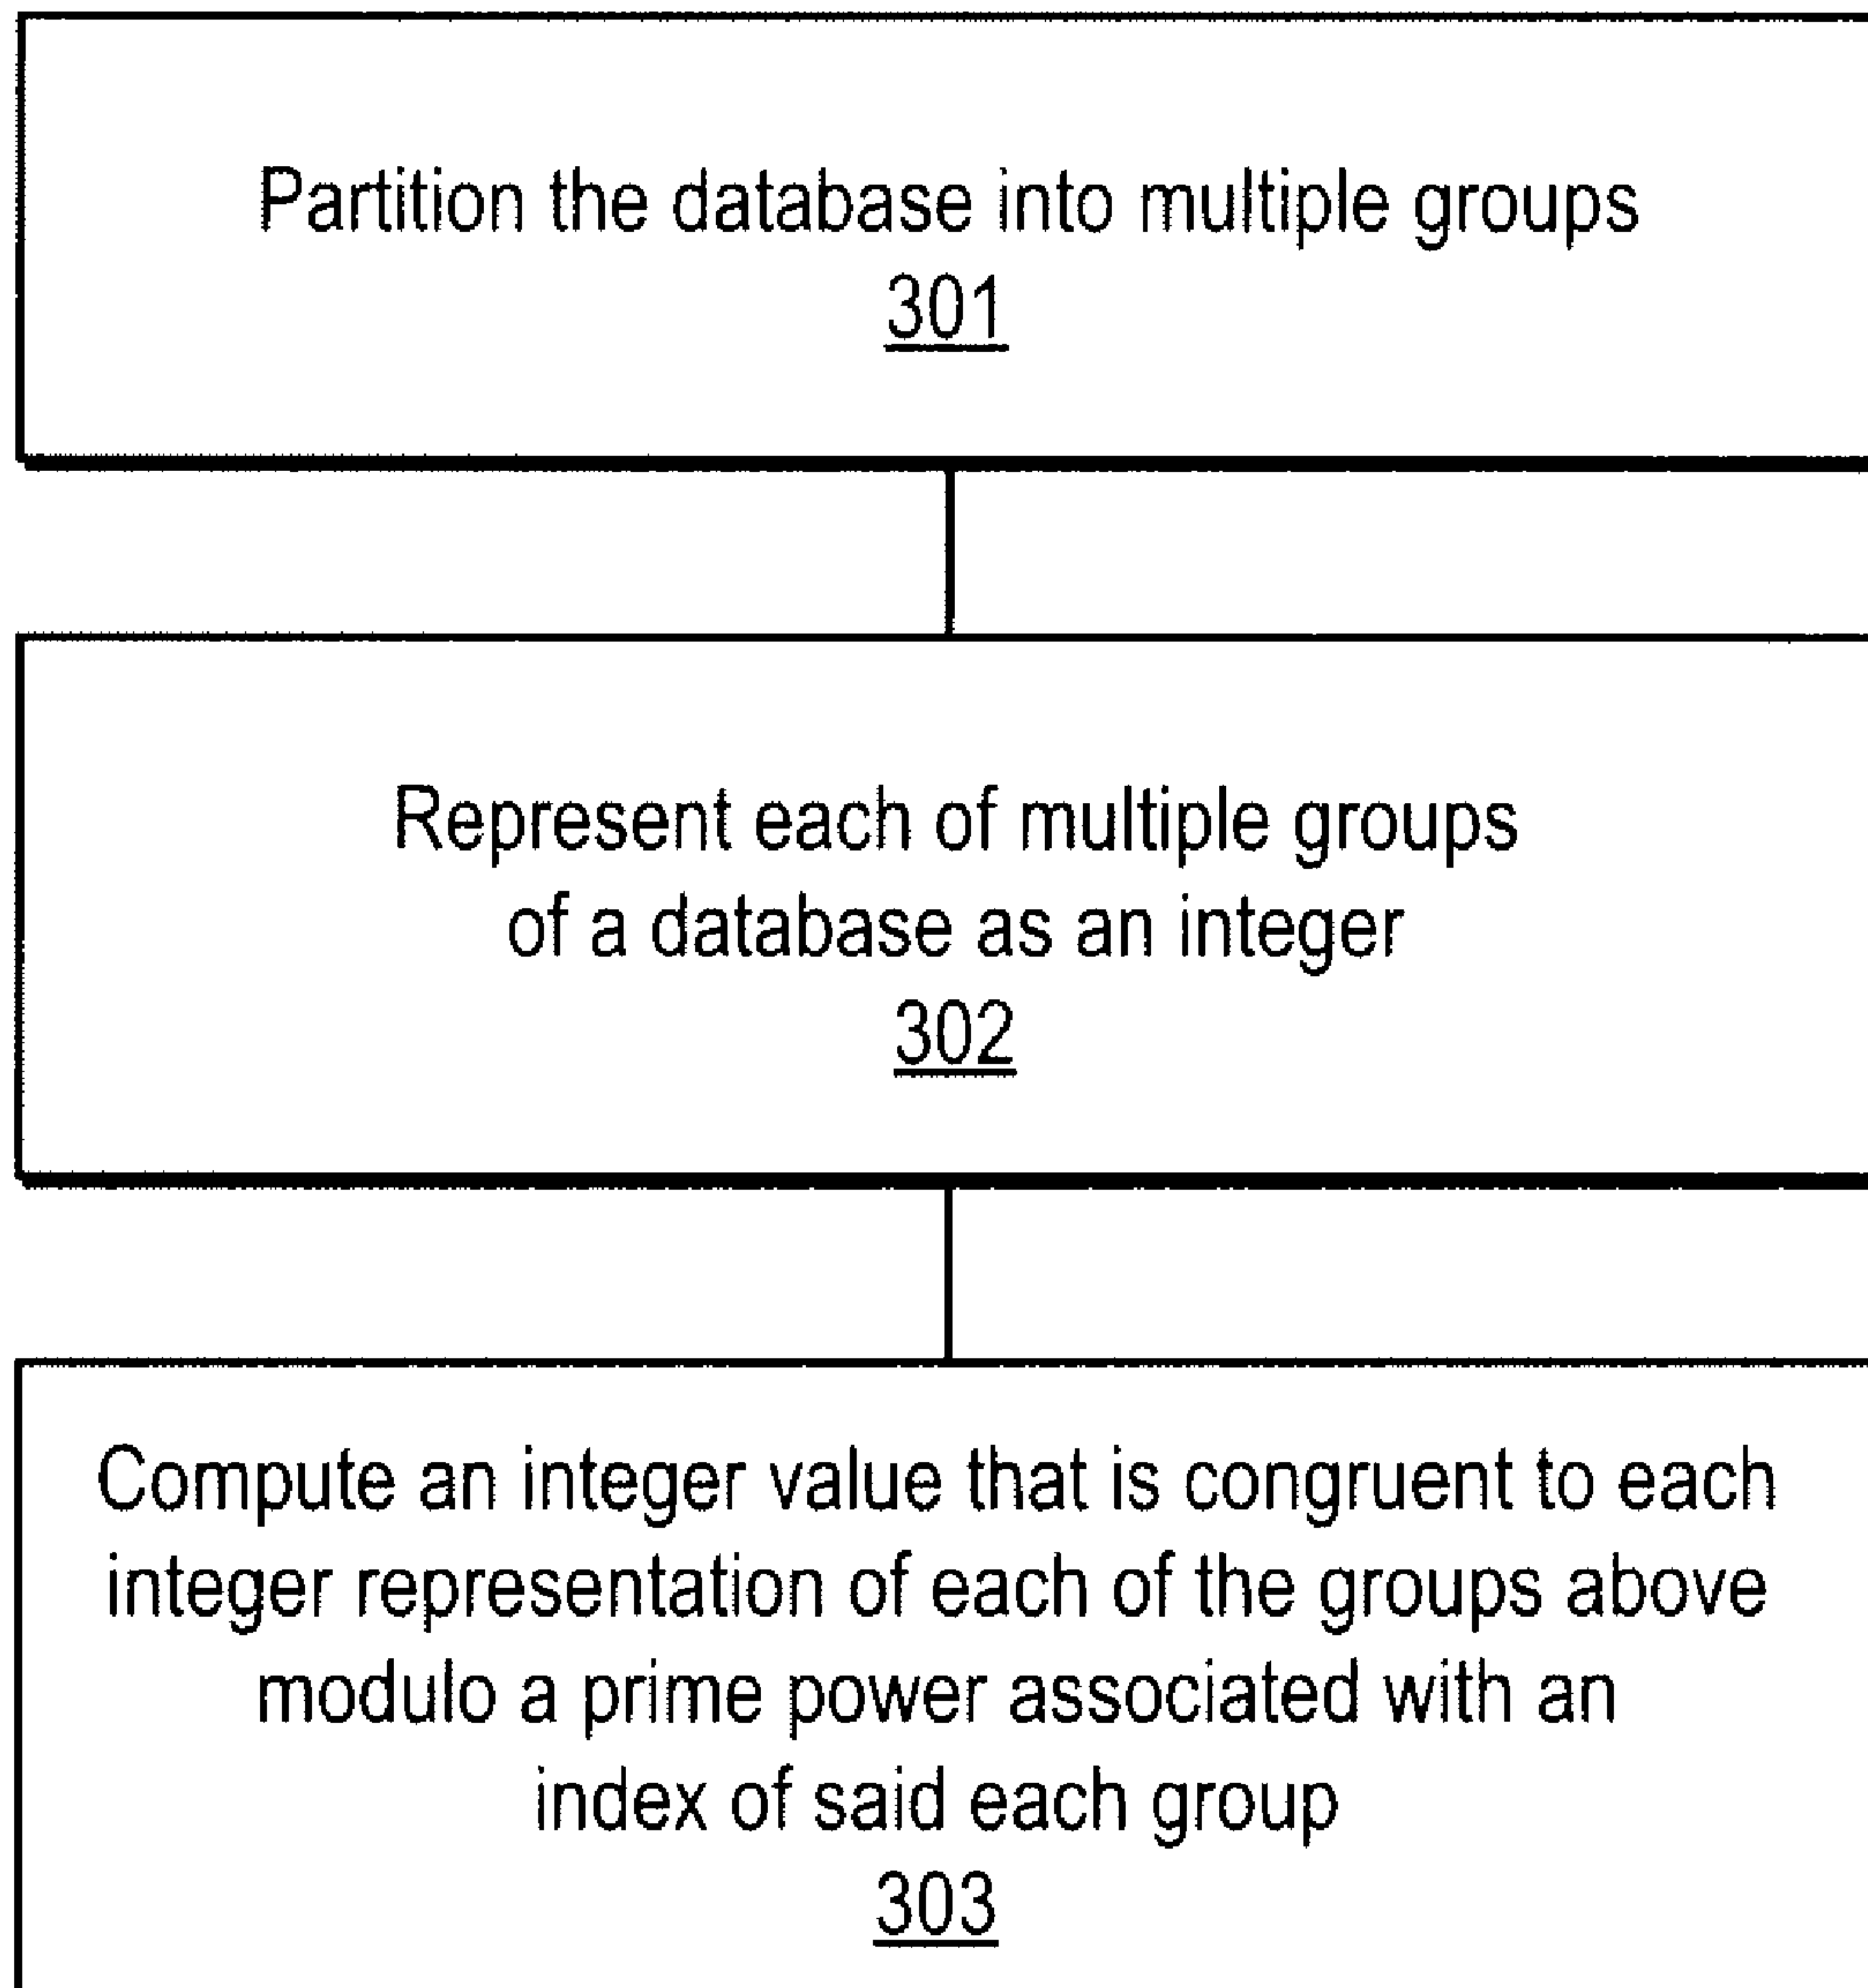 Partition the database into multiple groups
301
Represent each of multiple groups
of a database as an integer
302
Compute an integer value that is congruent to each
integer representation of each of the groups above
modulo a prime power associated with an
index of said each group
303